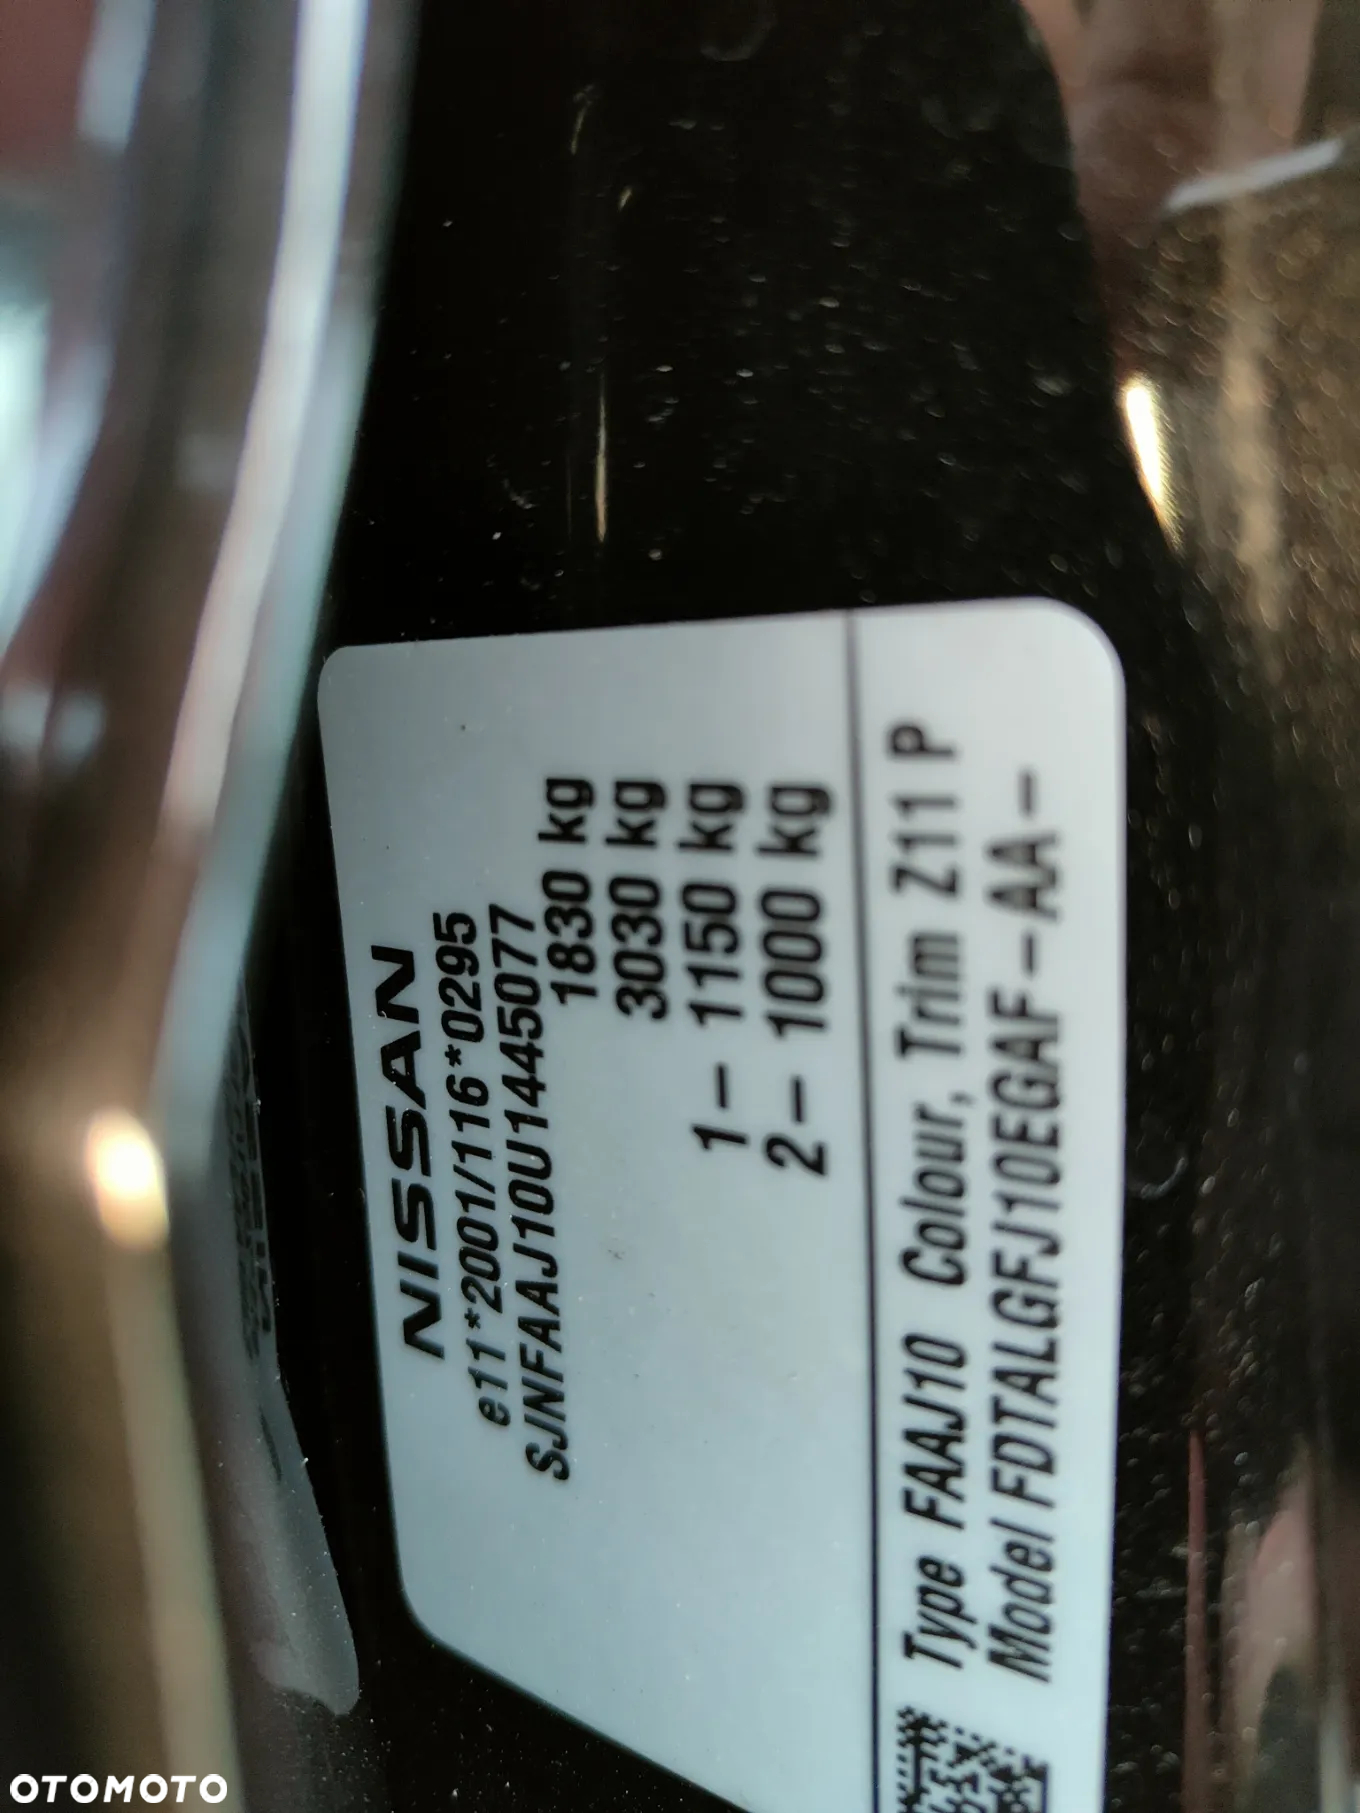 NISSAN
e11*2001/116*0295
SJNFAAJ10U1445077
1830 kg
3030 kg
1- 1150 kg
2- 1000 kg
Type FAAJ10 Colour, Trim Z11 P
Model FDTALGFJ10EGAF-AA-
OTOMOTO